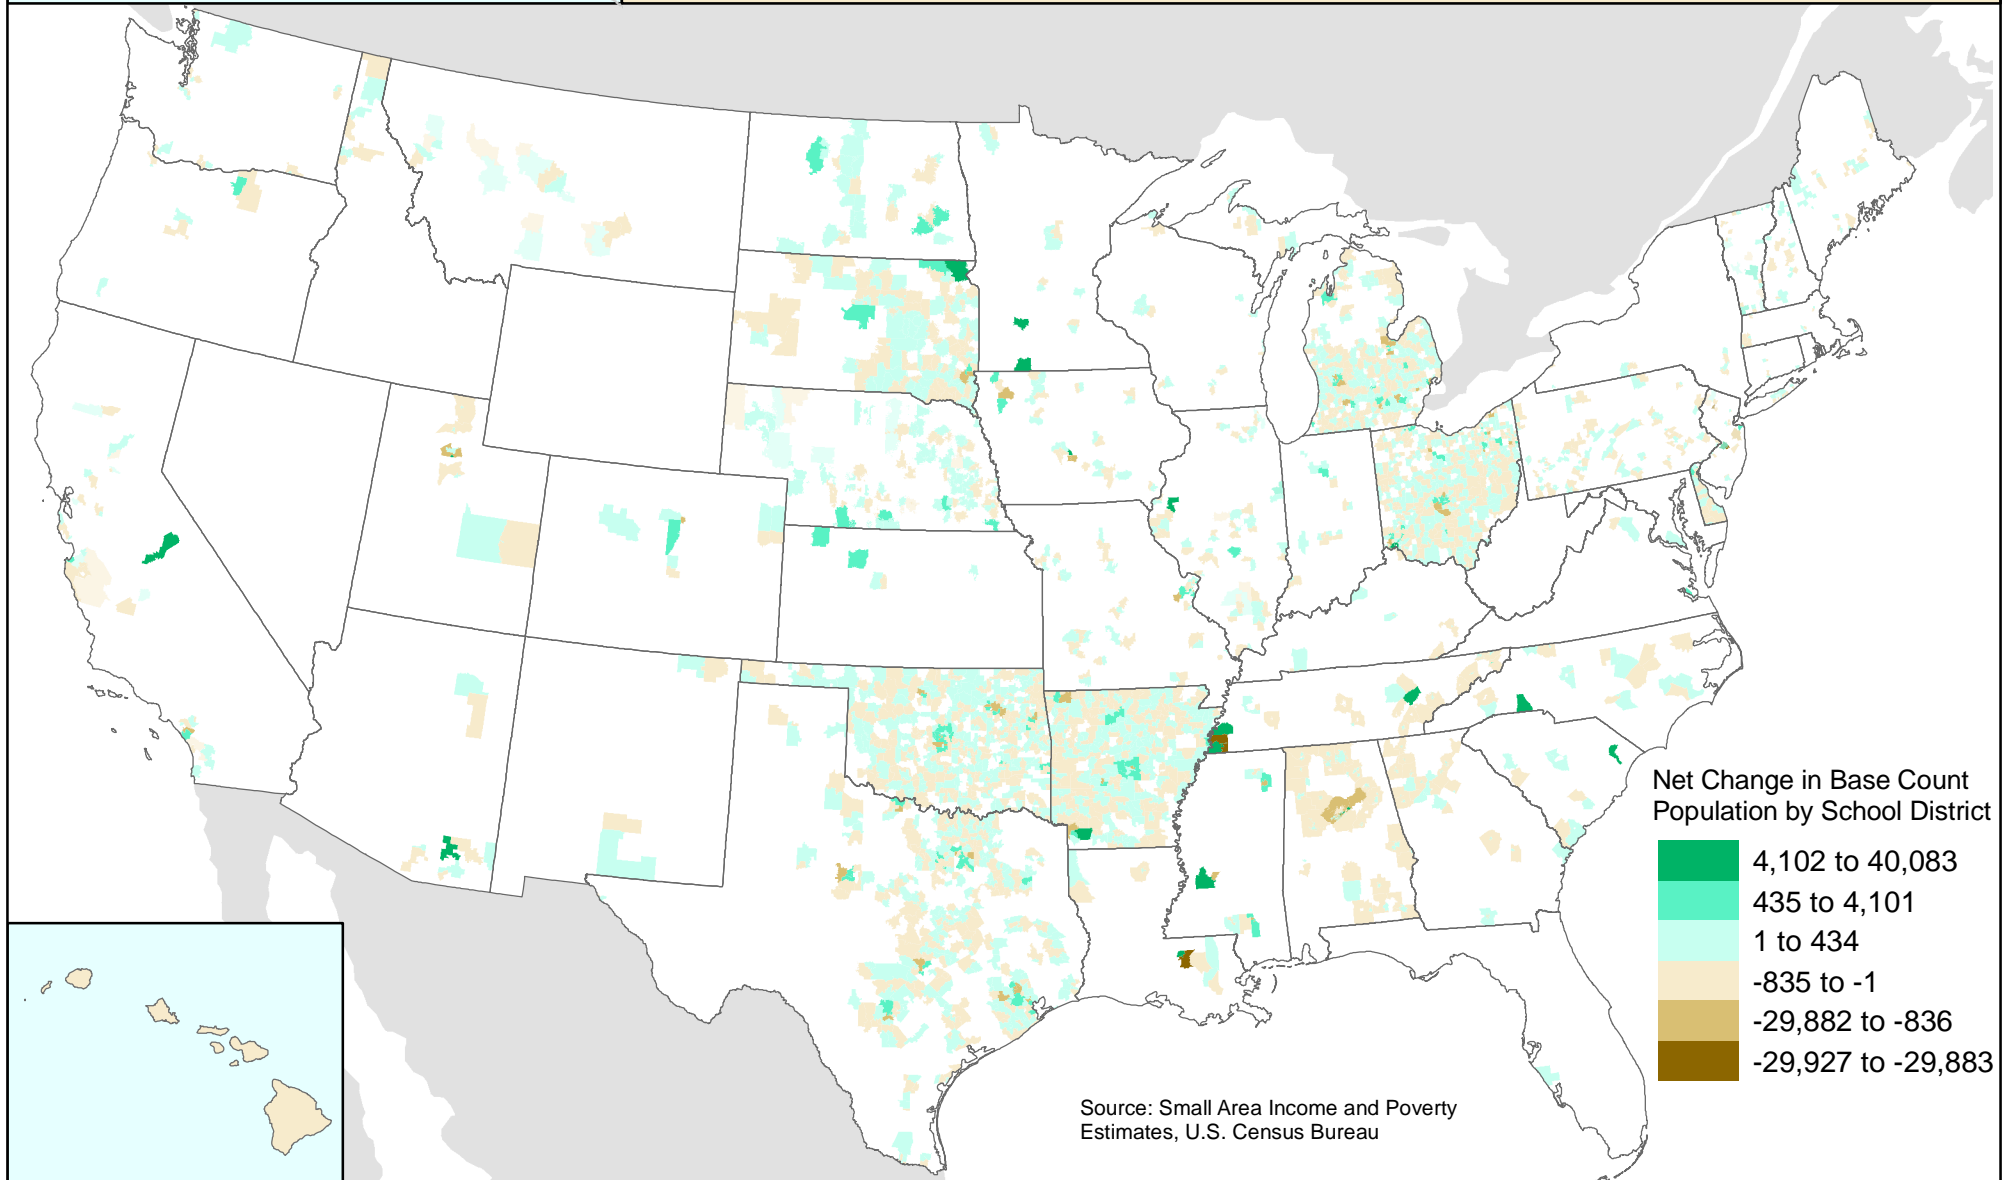 Net Change in Base Count
Population by School District
4,102 to 40,083
435 to 4,101
1 to 434
-835 to -1
-29,882 to -836
-29,927 to -29,883
Source: Small Area Income and Poverty
Estimates, U.S. Census Bureau